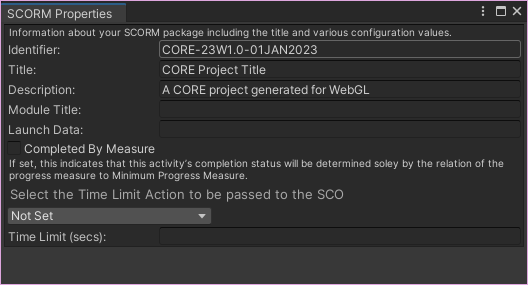 SCORM Properties
Information about your SCORM package including the title and various configuration values.
Identifier: CORE-23W1.0-01JAN2023
Title: CORE Project Title
Description: A CORE project generated for WebGL
Module Title:
Launch Data:
Completed By Measure
If set, this indicates that this activity's completion status will be determined soley by the relation of the
progress measure to Minimum Progress Measure.
Select the Time Limit Action to be passed to the SCO
Not Set
Time Limit (secs):